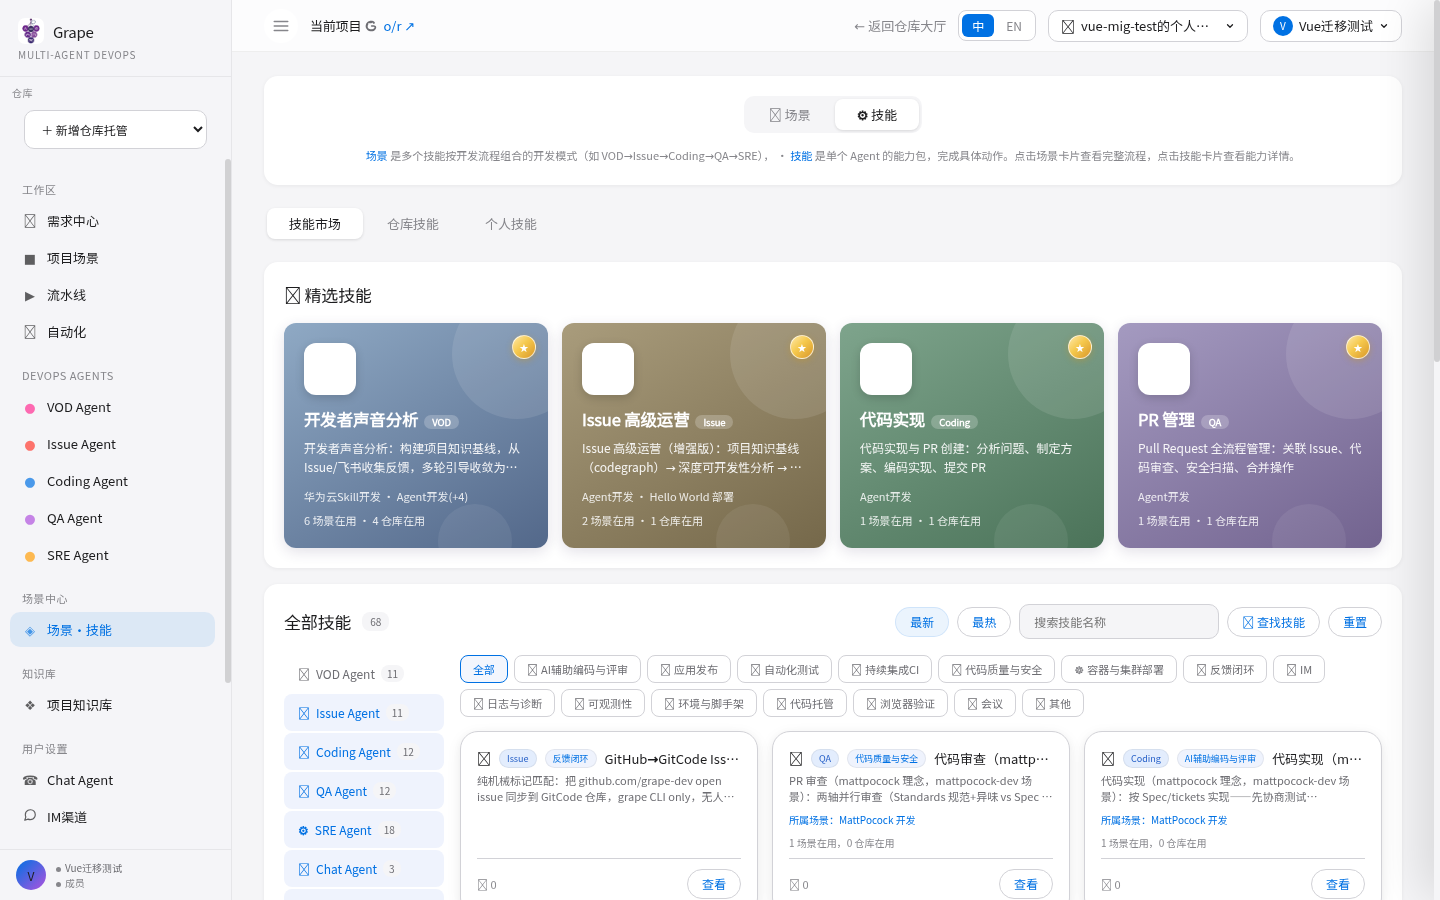 Grape
MULTI-AGENT DEVOPS
仓库
＋ 新增仓库托管
工作区
需求中心
项目场景
流水线
自动化
DEVOPS AGENTS
VOD Agent
Issue Agent
Coding Agent
QA Agent
SRE Agent
场景中心
场景・技能
知识库
项目知识库
用户设置
Chat Agent
IM渠道
V
Vue迁移测试
成员
当前项目 G o/r ↗
← 返回仓库大厅
中 EN
vue-mig-test的个人…
V Vue迁移测试
场景
技能
场景 是多个技能按开发流程组合的开发模式（如 VOD→Issue→Coding→QA→SRE）， · 技能 是单个 Agent 的能力包，完成具体动作。点击场景卡片查看完整流程，点击技能卡片查看能力详情。
技能市场 仓库技能 个人技能
精选技能
开发者声音分析 VOD
开发者声音分析：构建项目知识基线，从
Issue/飞书收集反馈，多轮引导收敛为…
华为云Skill开发 · Agent开发(+4)
6 场景在用 · 4 仓库在用
Issue 高级运营 Issue
Issue 高级运营（增强版）：项目知识基线
（codegraph）→ 深度可开发性分析 → …
Agent开发 · Hello World 部署
2 场景在用 · 1 仓库在用
代码实现 Coding
代码实现与 PR 创建：分析问题、制定方
案、编码实现、提交 PR
Agent开发
1 场景在用 · 1 仓库在用
PR 管理 QA
Pull Request 全流程管理：关联 Issue、代
码审查、安全扫描、合并操作
Agent开发
1 场景在用 · 1 仓库在用
全部技能 68
最新 最热 搜索技能名称 查找技能 重置
VOD Agent 11
Issue Agent 11
Coding Agent 12
QA Agent 12
SRE Agent 18
Chat Agent 3
全部 AI辅助编码与评审 应用发布 自动化测试 持续集成CI 代码质量与安全 容器与集群部署 反馈闭环 IM
日志与诊断 可观测性 环境与脚手架 代码托管 浏览器验证 会议 其他
Issue 反馈闭环 GitHub→GitCode Iss…
纯机械标记匹配：把 github.com/grape-dev open
issue 同步到 GitCode 仓库，grape CLI only，无人…
0 查看
QA 代码质量与安全 代码审查（mattp…
PR 审查（mattpocock 理念，mattpocock-dev 场
景）：两轴并行审查（Standards 规范+异味 vs Spec …
所属场景：MattPocock 开发
1 场景在用，0 仓库在用
0 查看
Coding AI辅助编码与评审 代码实现（m…
代码实现（mattpocock 理念，mattpocock-dev 场
景）：按 Spec/tickets 实现——先协商测试…
所属场景：MattPocock 开发
1 场景在用，0 仓库在用
0 查看